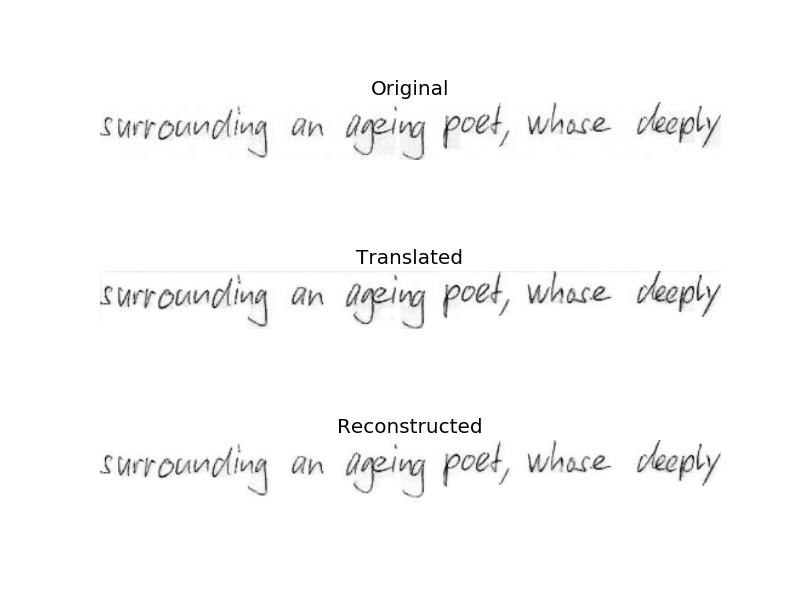 Original
surrounding an ageing poet, whose deeply
Translated
surrounding an ageing poet, whose deeply
Reconstructed
surrounding an ageing poet, whose deeply